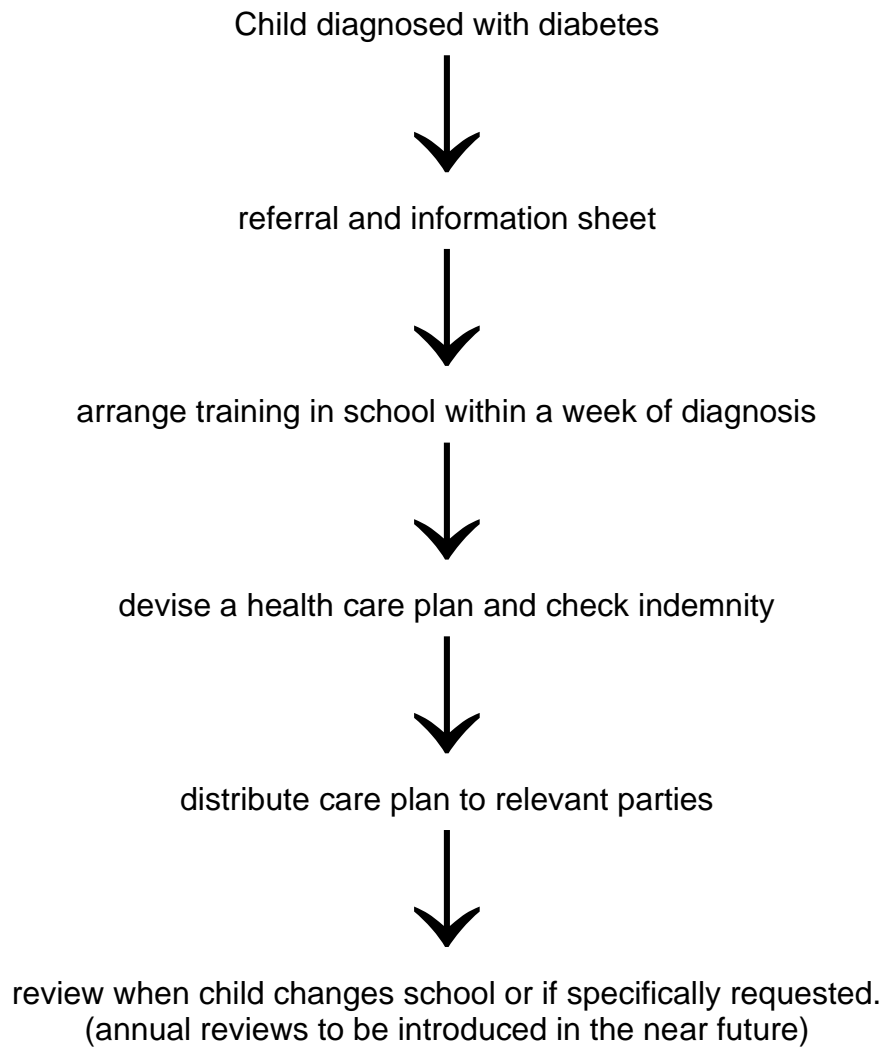 Child diagnosed with diabetes
referral and information sheet
arrange training in school within a week of diagnosis
devise a health care plan and check indemnity
distribute care plan to relevant parties
review when child changes school or if specifically requested.
(annual reviews to be introduced in the near future)